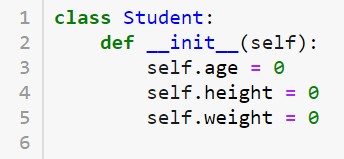 1 class Student:
2     def __init__(self):
3         self.age = 0
4         self.height = 0
5         self.weight = 0
6